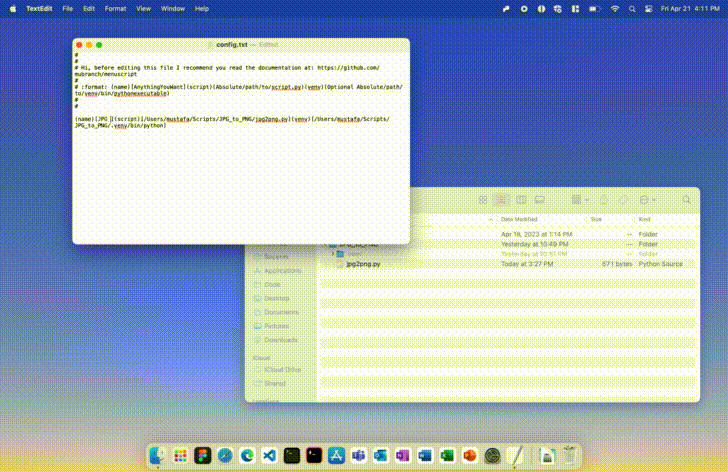 TextEdit File Edit Format View Window Help Fri Apr 21 4:11 PM
config.txt — Edited
#
#
# Hi, before editing this file I recommend you read the documentation at: https://github.com/
mubranch/menuscript
#
# :format: {name}[AnythingYouWant]{script}(Absolute/path/to/script.py){venv}[Optional Absolute/path/
to/venv/bin/pythonexecutable)
#
#
{name}[JPG ]{script}[/Users/mustafa/Scripts/JPG_to_PNG/jpg2png.py]{venv}[/Users/mustafa/Scripts/
JPG_to_PNG/.venv/bin/python]
Date Modified Size Kind
Apr 18, 2023 at 1:14 PM -- Folder
JPG_to_PNG Yesterday at 10:49 PM -- Folder
Yesterday at 10:51 PM -- Folder
jpg2png.py Today at 3:27 PM 671 bytes Python Source
Recents
Applications
Code
Desktop
Documents
Pictures
Downloads
iCloud
iCloud Drive
Shared